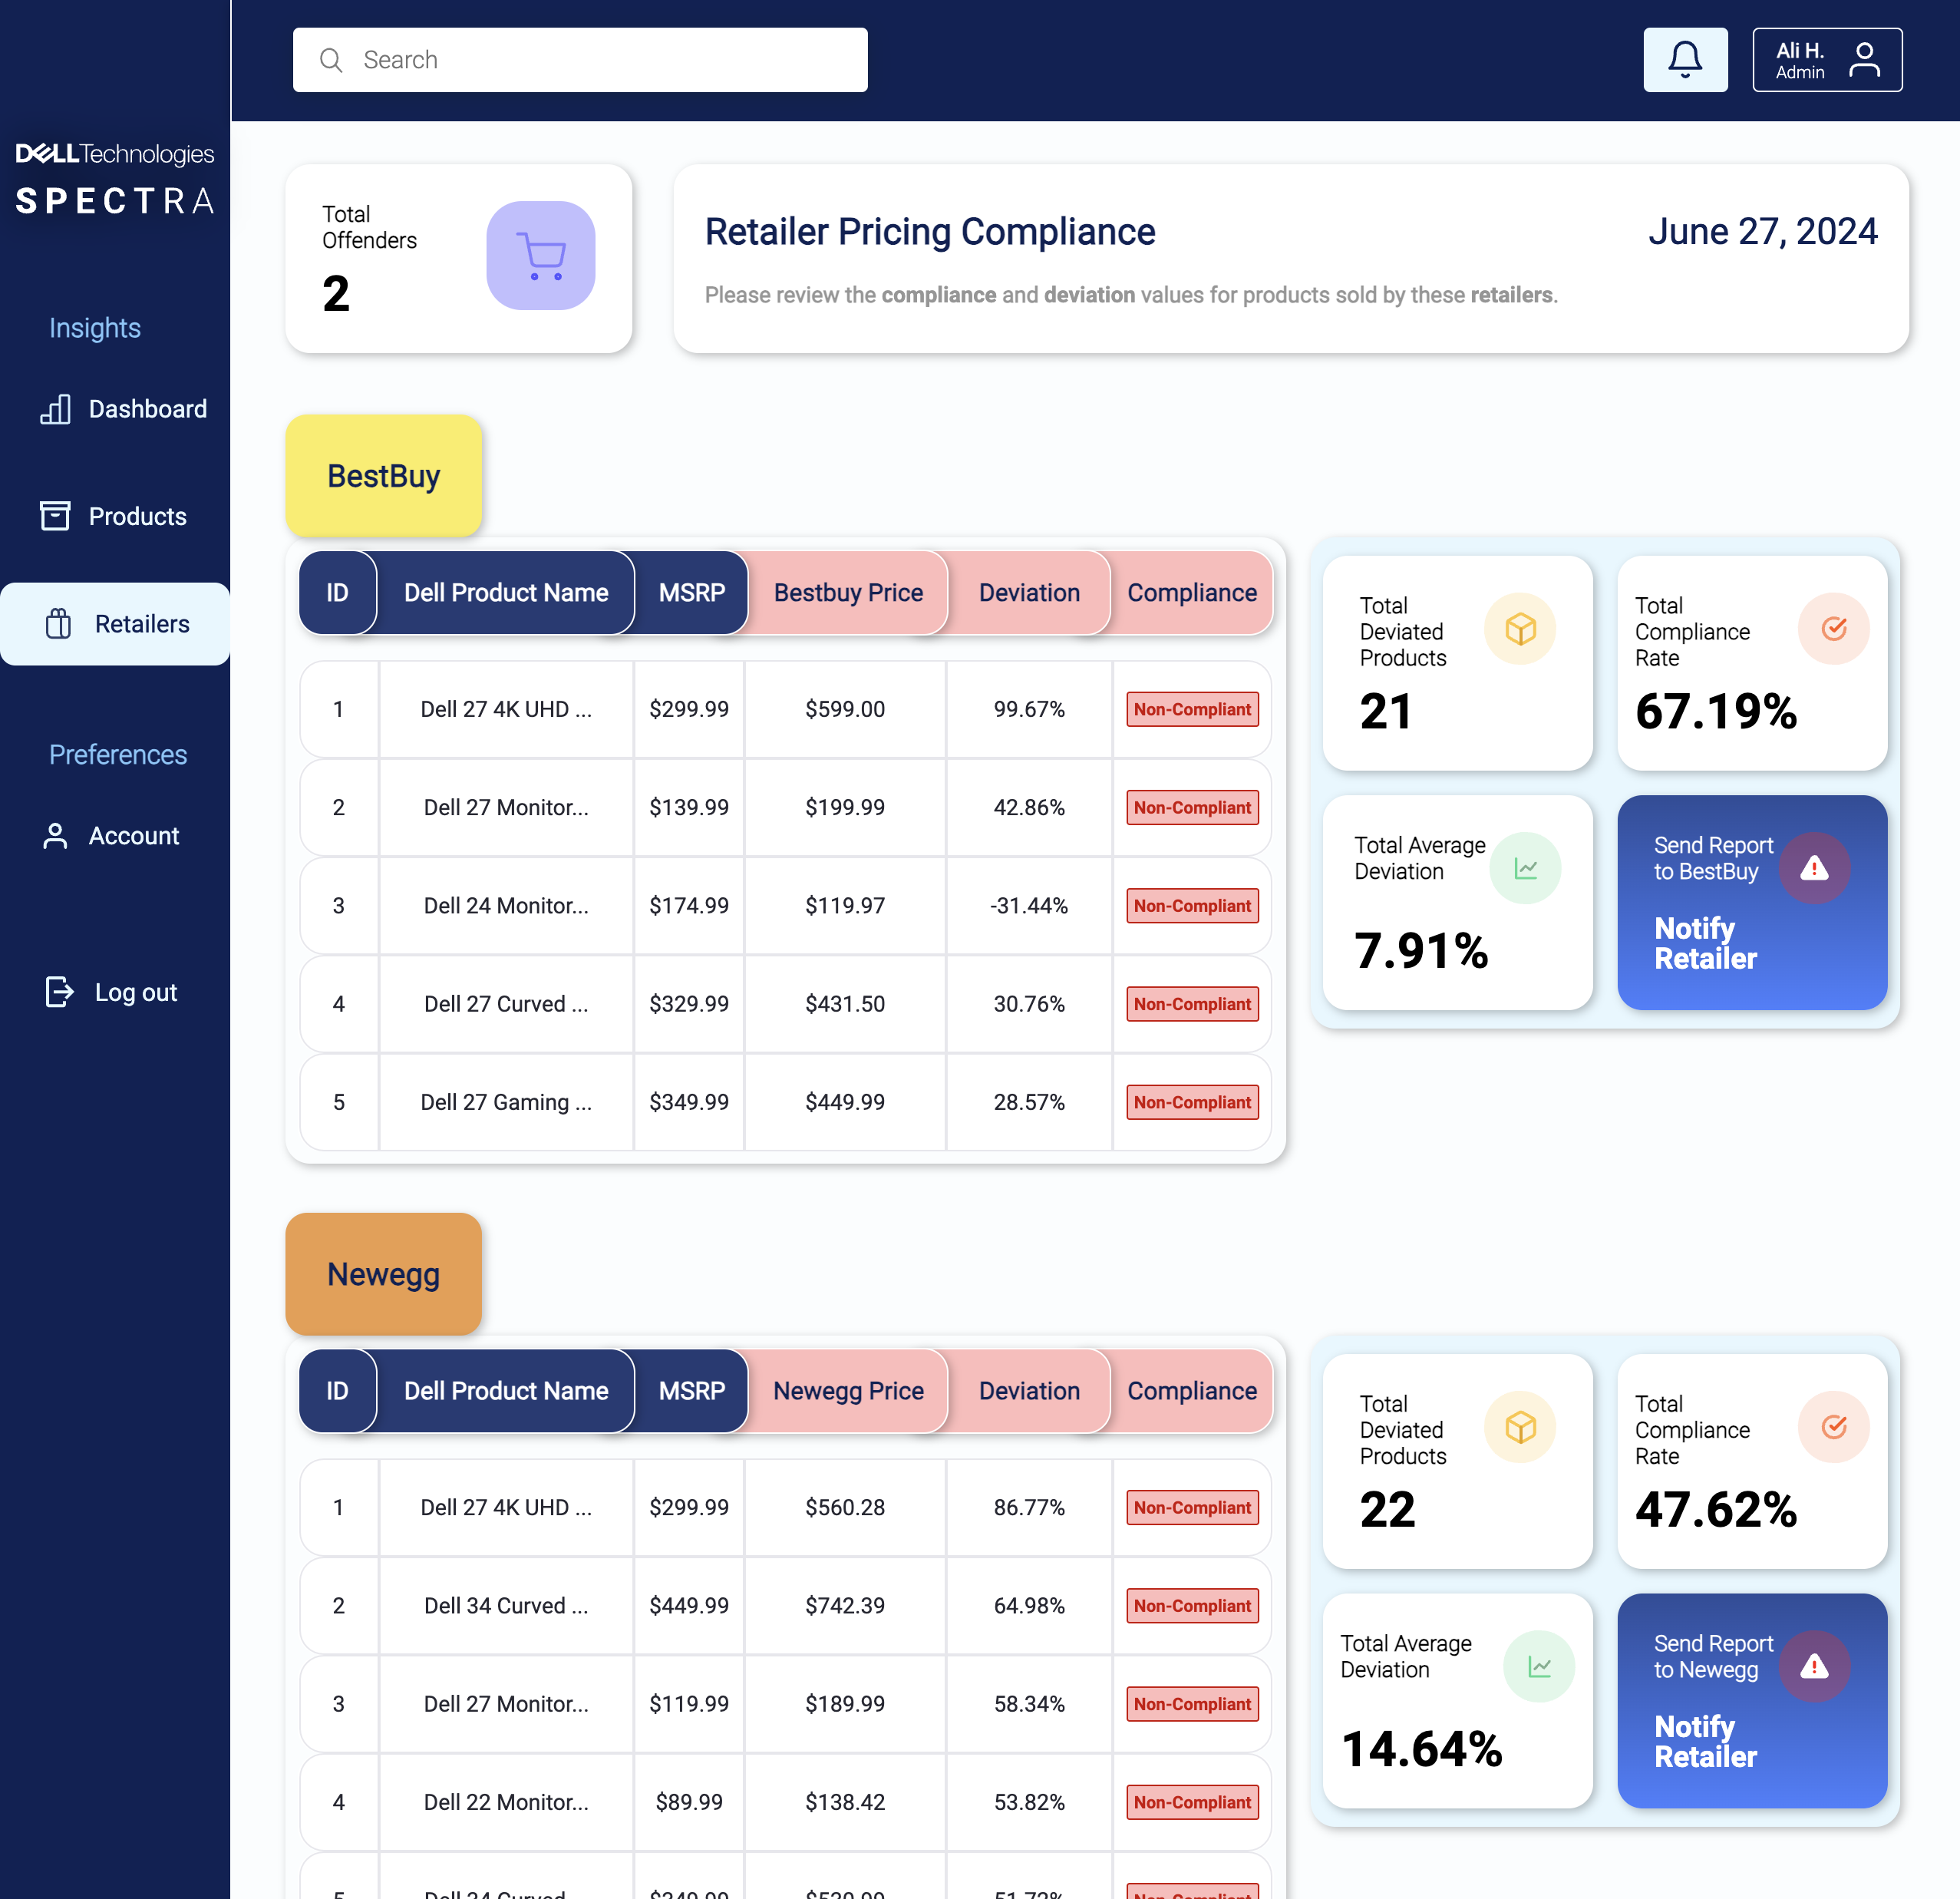 Search
Ali H.
Admin
DELLTechnologies
SPECTRA
Insights
Dashboard
Products
Retailers
Preferences
Account
Log out
Total
Offenders
2
Retailer Pricing Compliance
June 27, 2024
Please review the compliance and deviation values for products sold by these retailers.
BestBuy
ID Dell Product Name MSRP Bestbuy Price Deviation Compliance
1 Dell 27 4K UHD ... $299.99 $599.00 99.67% Non-Compliant
2 Dell 27 Monitor... $139.99 $199.99 42.86% Non-Compliant
3 Dell 24 Monitor... $174.99 $119.97 -31.44% Non-Compliant
4 Dell 27 Curved ... $329.99 $431.50 30.76% Non-Compliant
5 Dell 27 Gaming ... $349.99 $449.99 28.57% Non-Compliant
Total
Deviated
Products
21
Total
Compliance
Rate
67.19%
Total Average
Deviation
7.91%
Send Report
to BestBuy
Notify
Retailer
Newegg
ID Dell Product Name MSRP Newegg Price Deviation Compliance
1 Dell 27 4K UHD ... $299.99 $560.28 86.77% Non-Compliant
2 Dell 34 Curved ... $449.99 $742.39 64.98% Non-Compliant
3 Dell 27 Monitor... $119.99 $189.99 58.34% Non-Compliant
4 Dell 22 Monitor... $89.99 $138.42 53.82% Non-Compliant
5 Dell 34 Curved Non-Compliant
Total
Deviated
Products
22
Total
Compliance
Rate
47.62%
Total Average
Deviation
14.64%
Send Report
to Newegg
Notify
Retailer